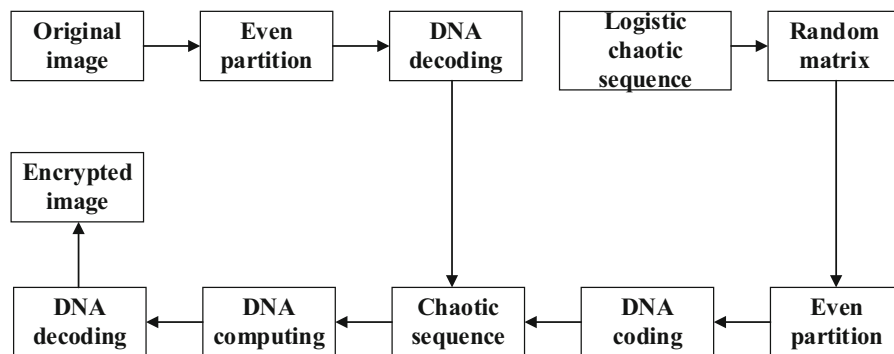 Original
image
Even
partition
DNA
decoding
Logistic
chaotic
sequence
Random
matrix
Encrypted
image
DNA
decoding
DNA
computing
Chaotic
sequence
DNA
coding
Even
partition